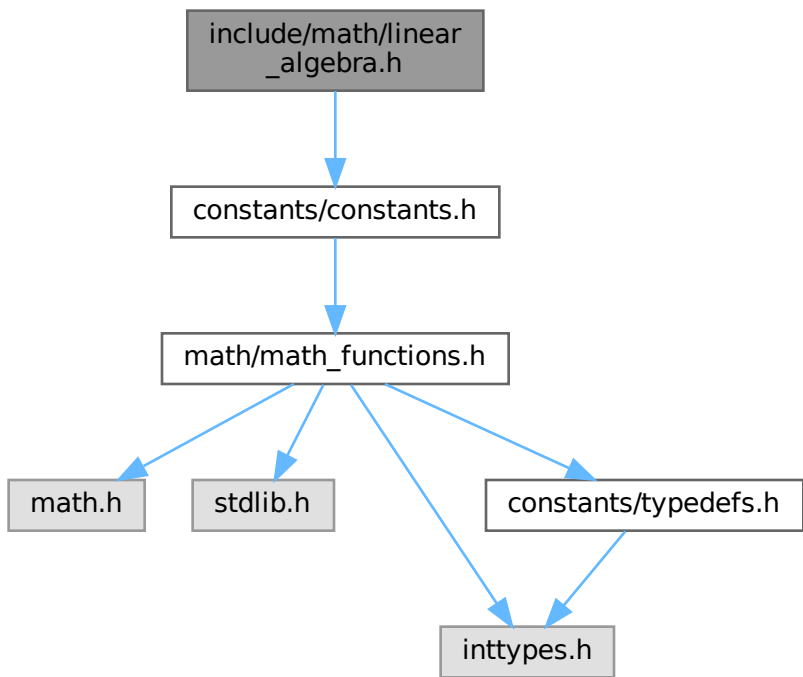 include/math/linear
_algebra.h
constants/constants.h
math/math_functions.h
math.h
stdlib.h
constants/typedefs.h
inttypes.h